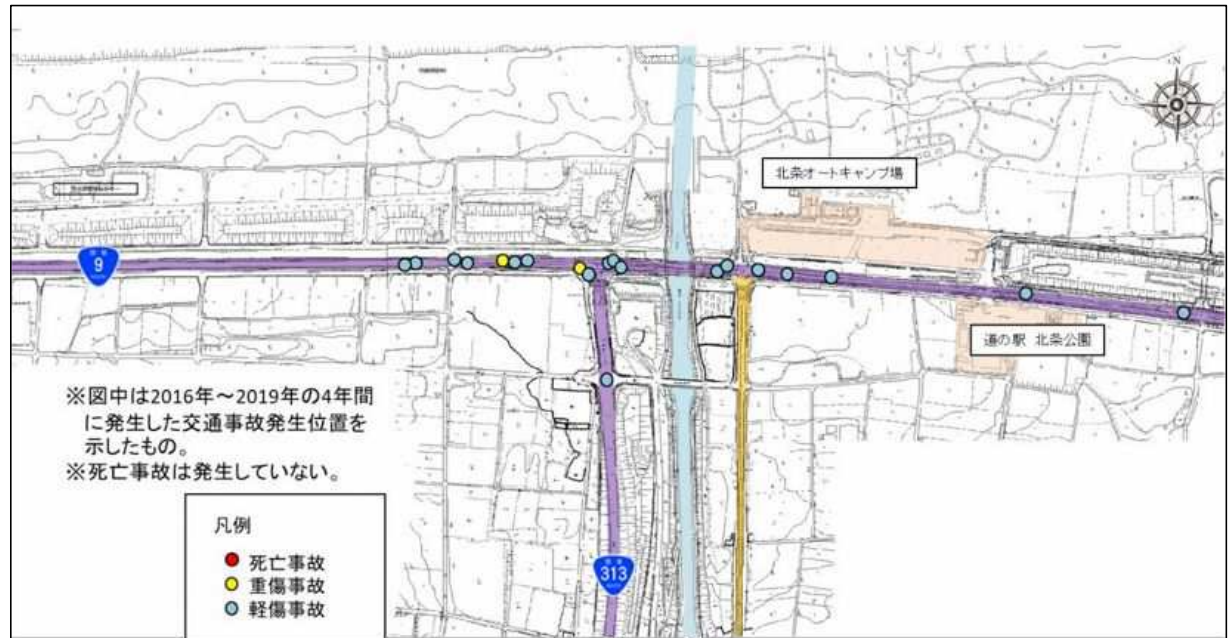 N
北条オートキャンプ場
9
道の駅 北条公園
※図中は2016年～2019年の4年間
に発生した交通事故発生位置を
示したもの。
※死亡事故は発生していない。
凡例
死亡事故
重傷事故
軽傷事故
313